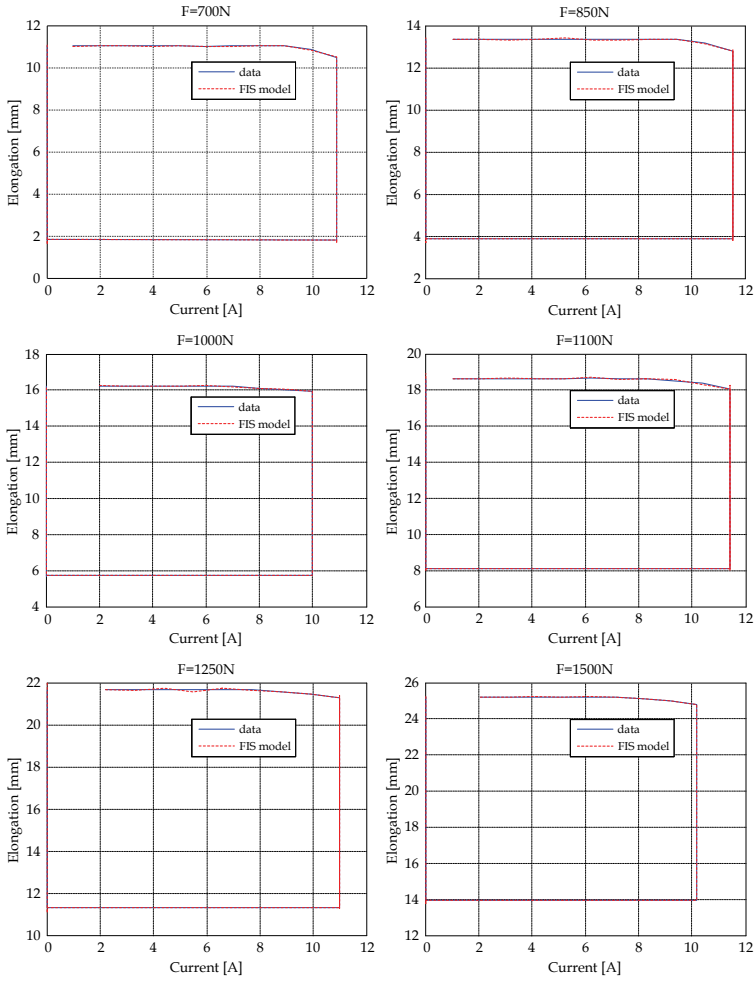 F=700N
12
10
8
6
4
2
0
Elongation [mm]
data
FIS model
0 2 4 6 8 10 12
Current [A]
F=850N
14
12
10
8
6
4
2
Elongation [mm]
data
FIS model
0 2 4 6 8 10 12
Current [A]
F=1000N
18
16
14
12
10
8
6
4
Elongation [mm]
data
FIS model
0 2 4 6 8 10 12
Current [A]
F=1100N
20
18
16
14
12
10
8
6
Elongation [mm]
data
FIS model
0 2 4 6 8 10 12
Current [A]
F=1250N
22
20
18
16
14
12
10
Elongation [mm]
data
FIS model
0 2 4 6 8 10 12
Current [A]
F=1500N
26
24
22
20
18
16
14
12
Elongation [mm]
data
FIS model
0 2 4 6 8 10 12
Current [A]